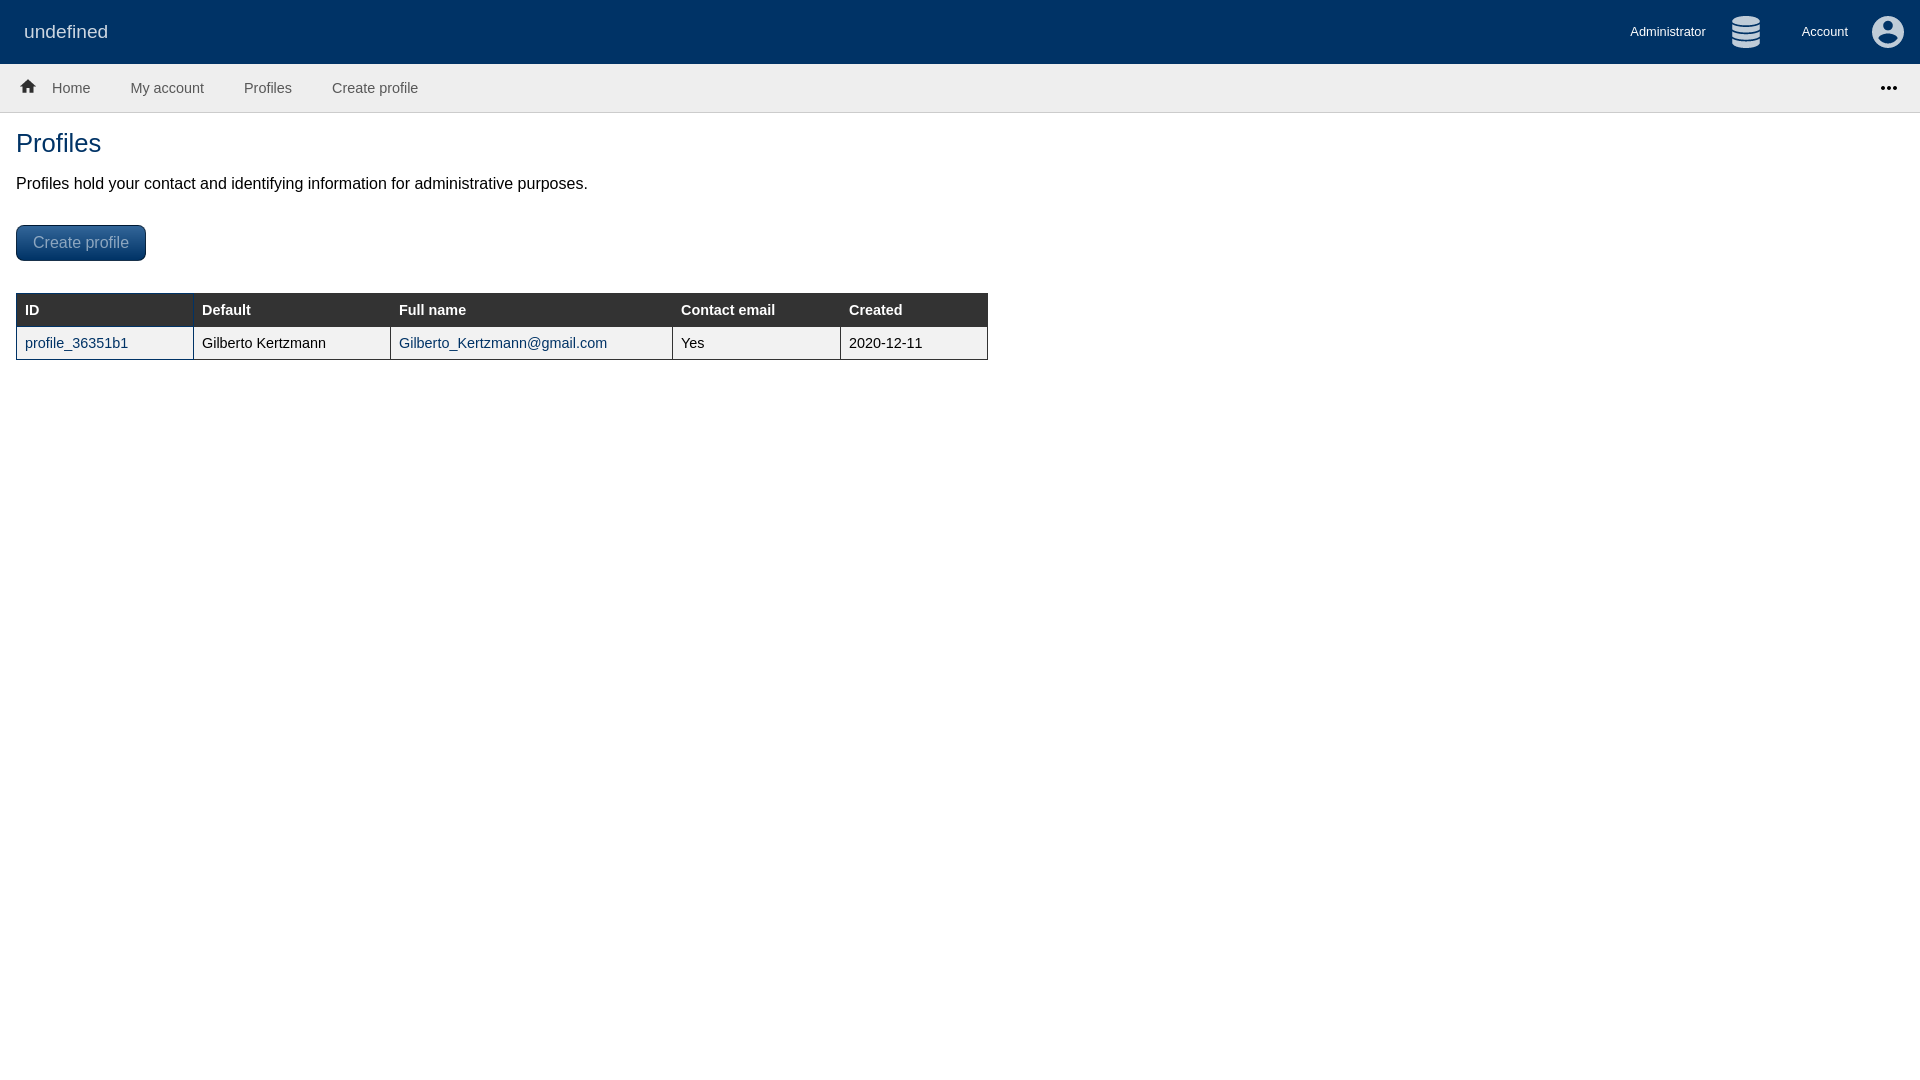 undefined
Administrator
Account
Home
My account
Profiles
Create profile
Profiles
Profiles hold your contact and identifying information for administrative purposes.
Create profile
ID Default Full name Contact email Created
profile_36351b1 Gilberto Kertzmann Gilberto_Kertzmann@gmail.com Yes 2020-12-11